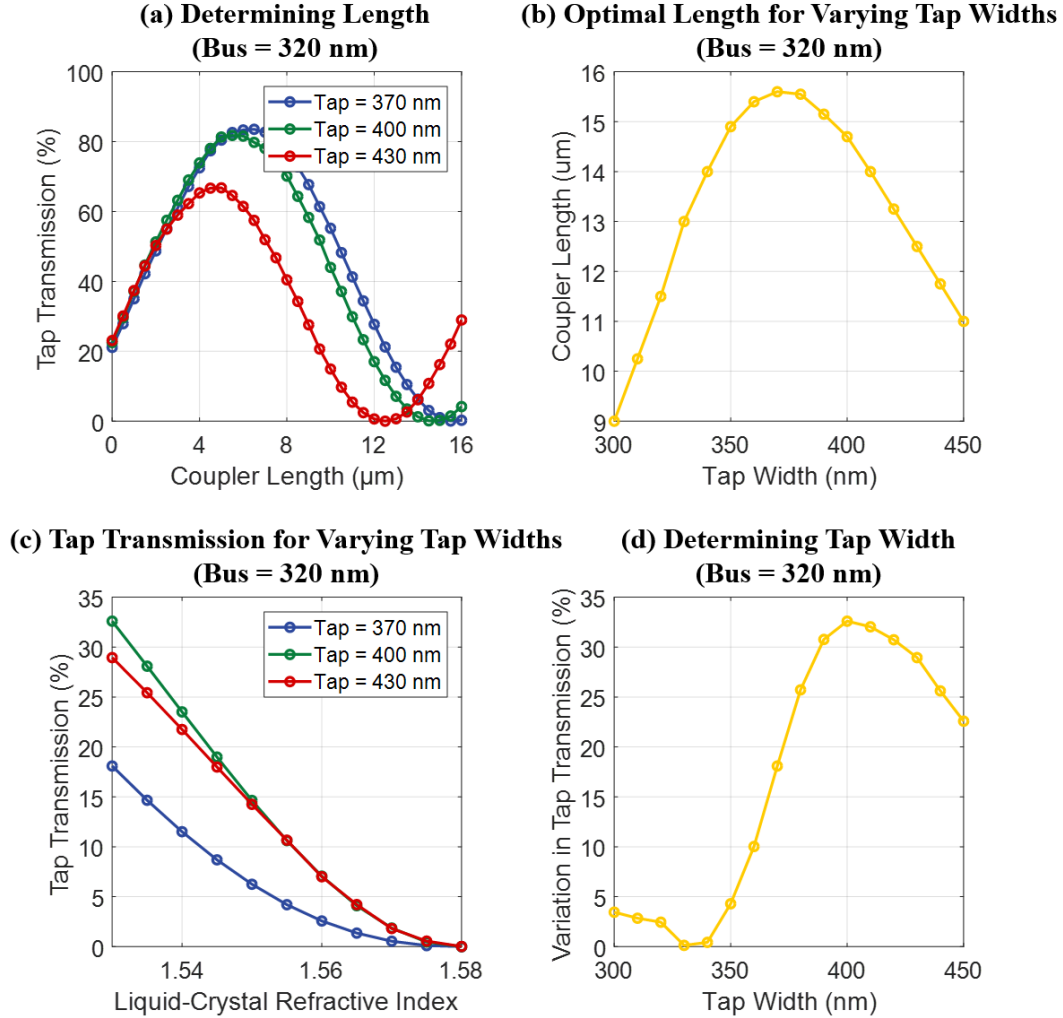 (a) Determining Length
(Bus = 320 nm)
100
80
60
40
20
0
Tap Transmission (%)
Tap = 370 nm
Tap = 400 nm
Tap = 430 nm
0 4 8 12 16
Coupler Length (µm)
(b) Optimal Length for Varying Tap Widths
(Bus = 320 nm)
16
15
14
13
12
11
10
9
Coupler Length (um)
300 350 400 450
Tap Width (nm)
(c) Tap Transmission for Varying Tap Widths
(Bus = 320 nm)
35
30
25
20
15
10
5
0
Tap Transmission (%)
Tap = 370 nm
Tap = 400 nm
Tap = 430 nm
1.54 1.56 1.58
Liquid-Crystal Refractive Index
(d) Determining Tap Width
(Bus = 320 nm)
35
30
25
20
15
10
5
0
Variation in Tap Transmission (%)
300 350 400 450
Tap Width (nm)